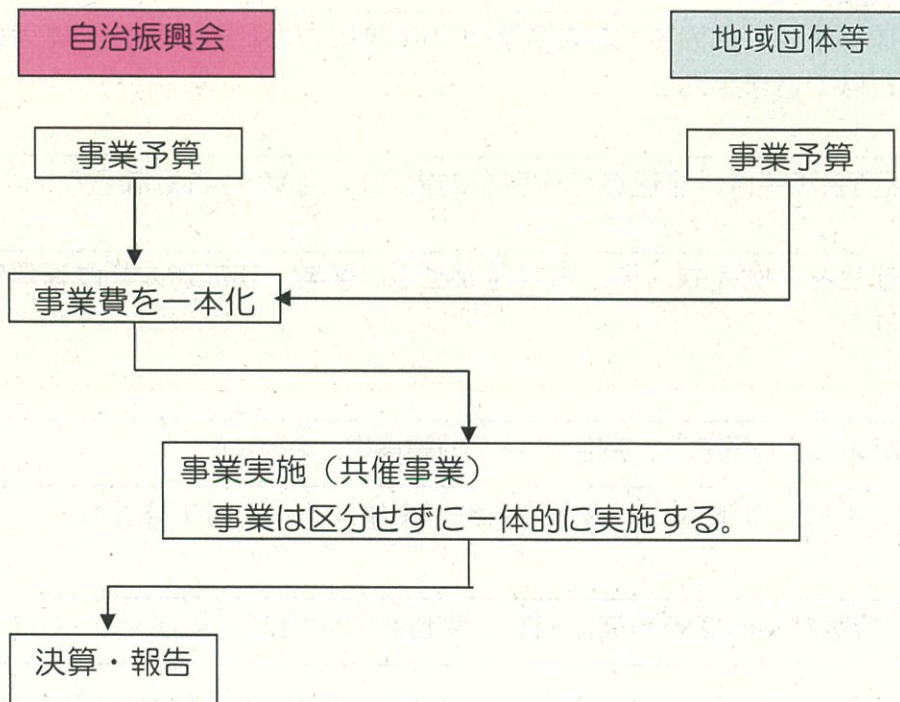 自治振興会
地域団体等
事業予算
事業予算
事業費を一本化
事業実施（共催事業）
事業は区分せずに一体的に実施する。
決算・報告